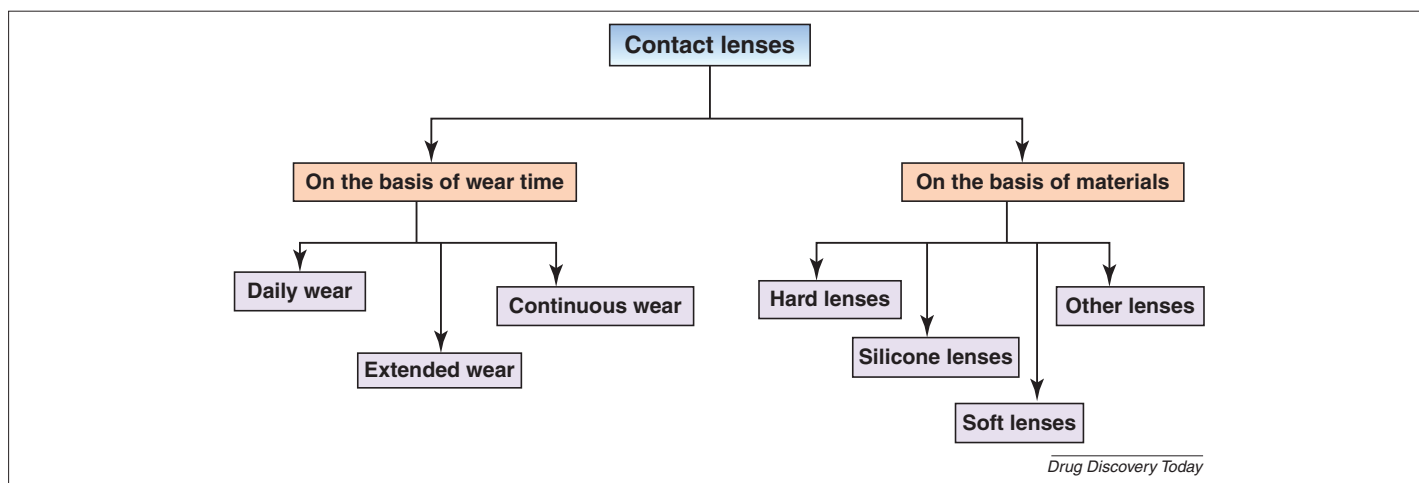 Contact lenses
On the basis of wear time
On the basis of materials
Daily wear
Continuous wear
Extended wear
Hard lenses
Other lenses
Silicone lenses
Soft lenses
Drug Discovery Today